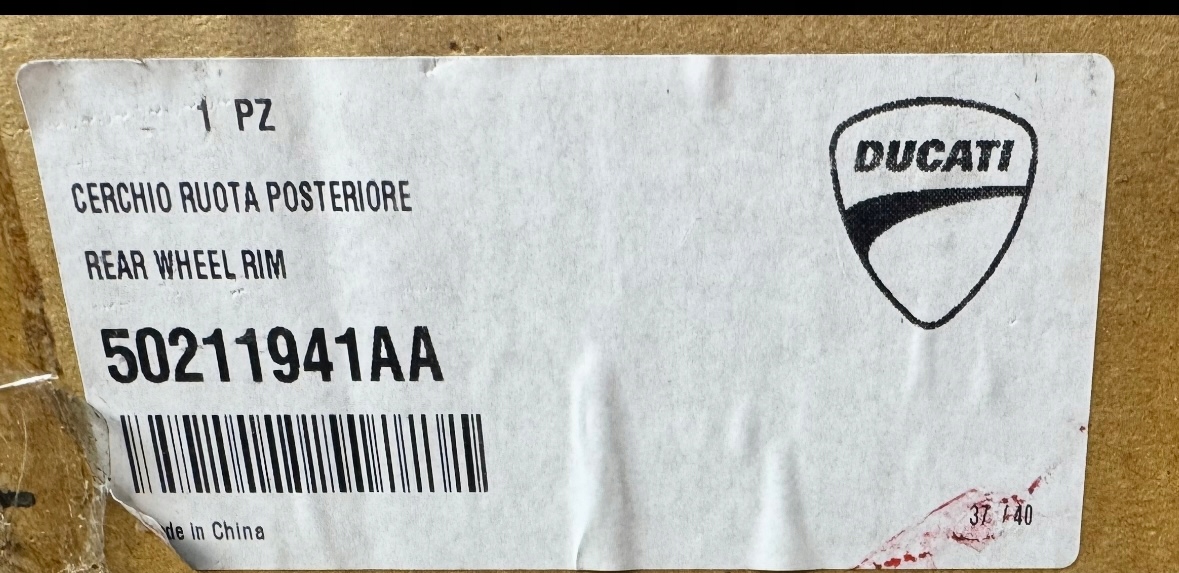 1 PZ
DUCATI
CERCHIO RUOTA POSTERIORE
REAR WHEEL RIM
50211941AA
de in China
37 / 40